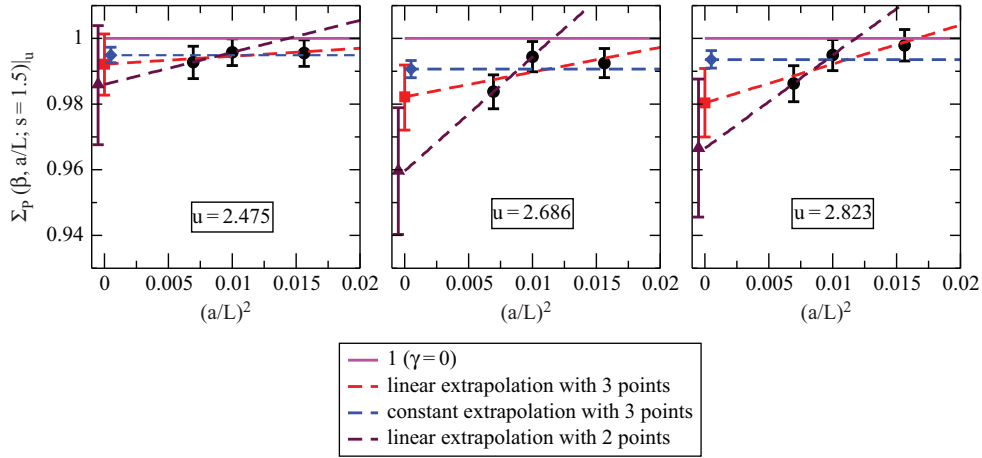 Σ_P (β, a/L; s = 1.5)|_u
1
0.98
0.96
0.94
u = 2.475
u = 2.686
u = 2.823
0 0.005 0.01 0.015 0.02
0 0.005 0.01 0.015 0.02
0 0.005 0.01 0.015 0.02
(a/L)²
(a/L)²
(a/L)²
1 (γ = 0)
linear extrapolation with 3 points
constant extrapolation with 3 points
linear extrapolation with 2 points